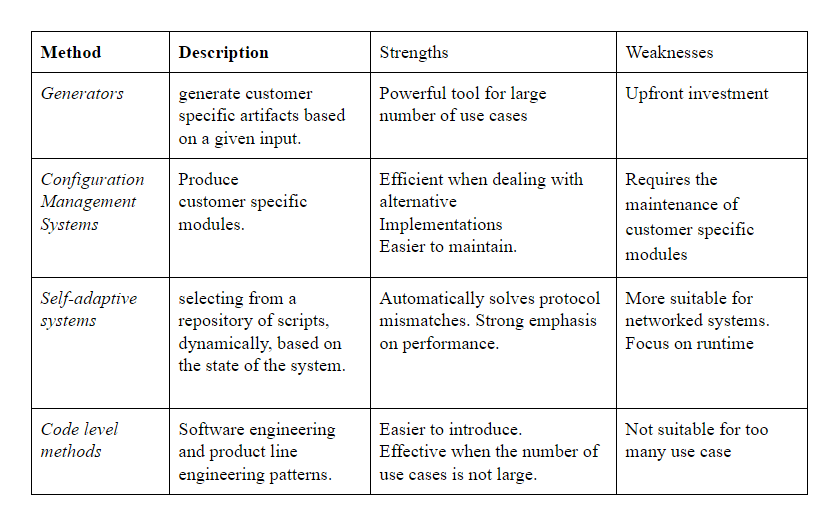 Method Description Strengths Weaknesses
Generators
generate customer
specific artifacts based
on a given input.
Powerful tool for large
number of use cases
Upfront investment
Configuration
Management
Systems
Produce
customer specific
modules.
Efficient when dealing with
alternative
Implementations
Easier to maintain.
Requires the
maintenance of
customer specific
modules
Self-adaptive
systems
selecting from a
repository of scripts,
dynamically, based on
the state of the system.
Automatically solves protocol
mismatches. Strong emphasis
on performance.
More suitable for
networked systems.
Focus on runtime
Code level
methods
Software engineering
and product line
engineering patterns.
Easier to introduce.
Effective when the number of
use cases is not large.
Not suitable for too
many use case